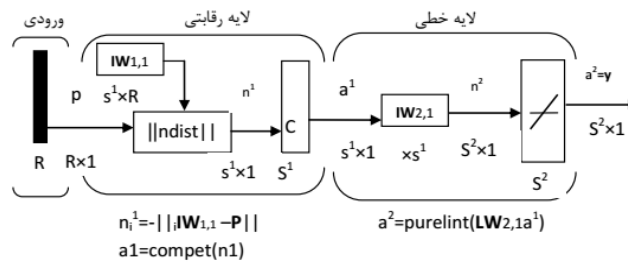 ورودی
لایه رقابتی
لایه خطی
IW1,1
p
s¹×R
n¹
a¹
n²
a²=y
||ndist||
C
IW2,1
R
R×1
s¹×1
S¹
s¹×1
×s¹
S²×1
S²
S²×1
nᵢ¹=-||ᵢIW1,1 –P||
a1=compet(n1)
a²=purelint(LW2,1a¹)